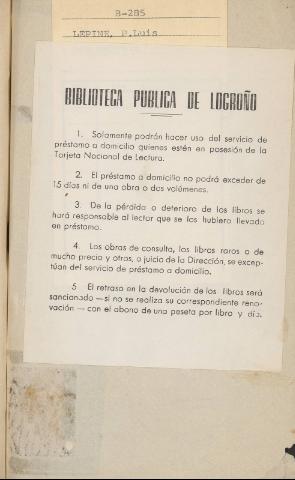 B-285
LEPINE, P.Luis
BIBLIOTECA PUBLICA DE LOGROÑO
1. Solamente podrán hacer uso del servicio de
préstamo a domicilio quienes estén en posesión de la
Tarjeta Nacional de Lectura.
2. El préstamo a domicilio no podrá exceder de
15 días ni de una obra o dos volúmenes.
3. De la pérdida o deterioro de los libros se
hará responsable al lector que se los hubiera llevado
en préstamo.
4. Las obras de consulta, los libros raros o de
mucho precio y otros, a juicio de la Dirección, se excep-
túan del servicio de préstamo a domicilio.
5 El retraso en la devolución de los libros será
sancionado — si no se realiza su correspondiente reno-
vación — con el abono de una peseta por libro y día.